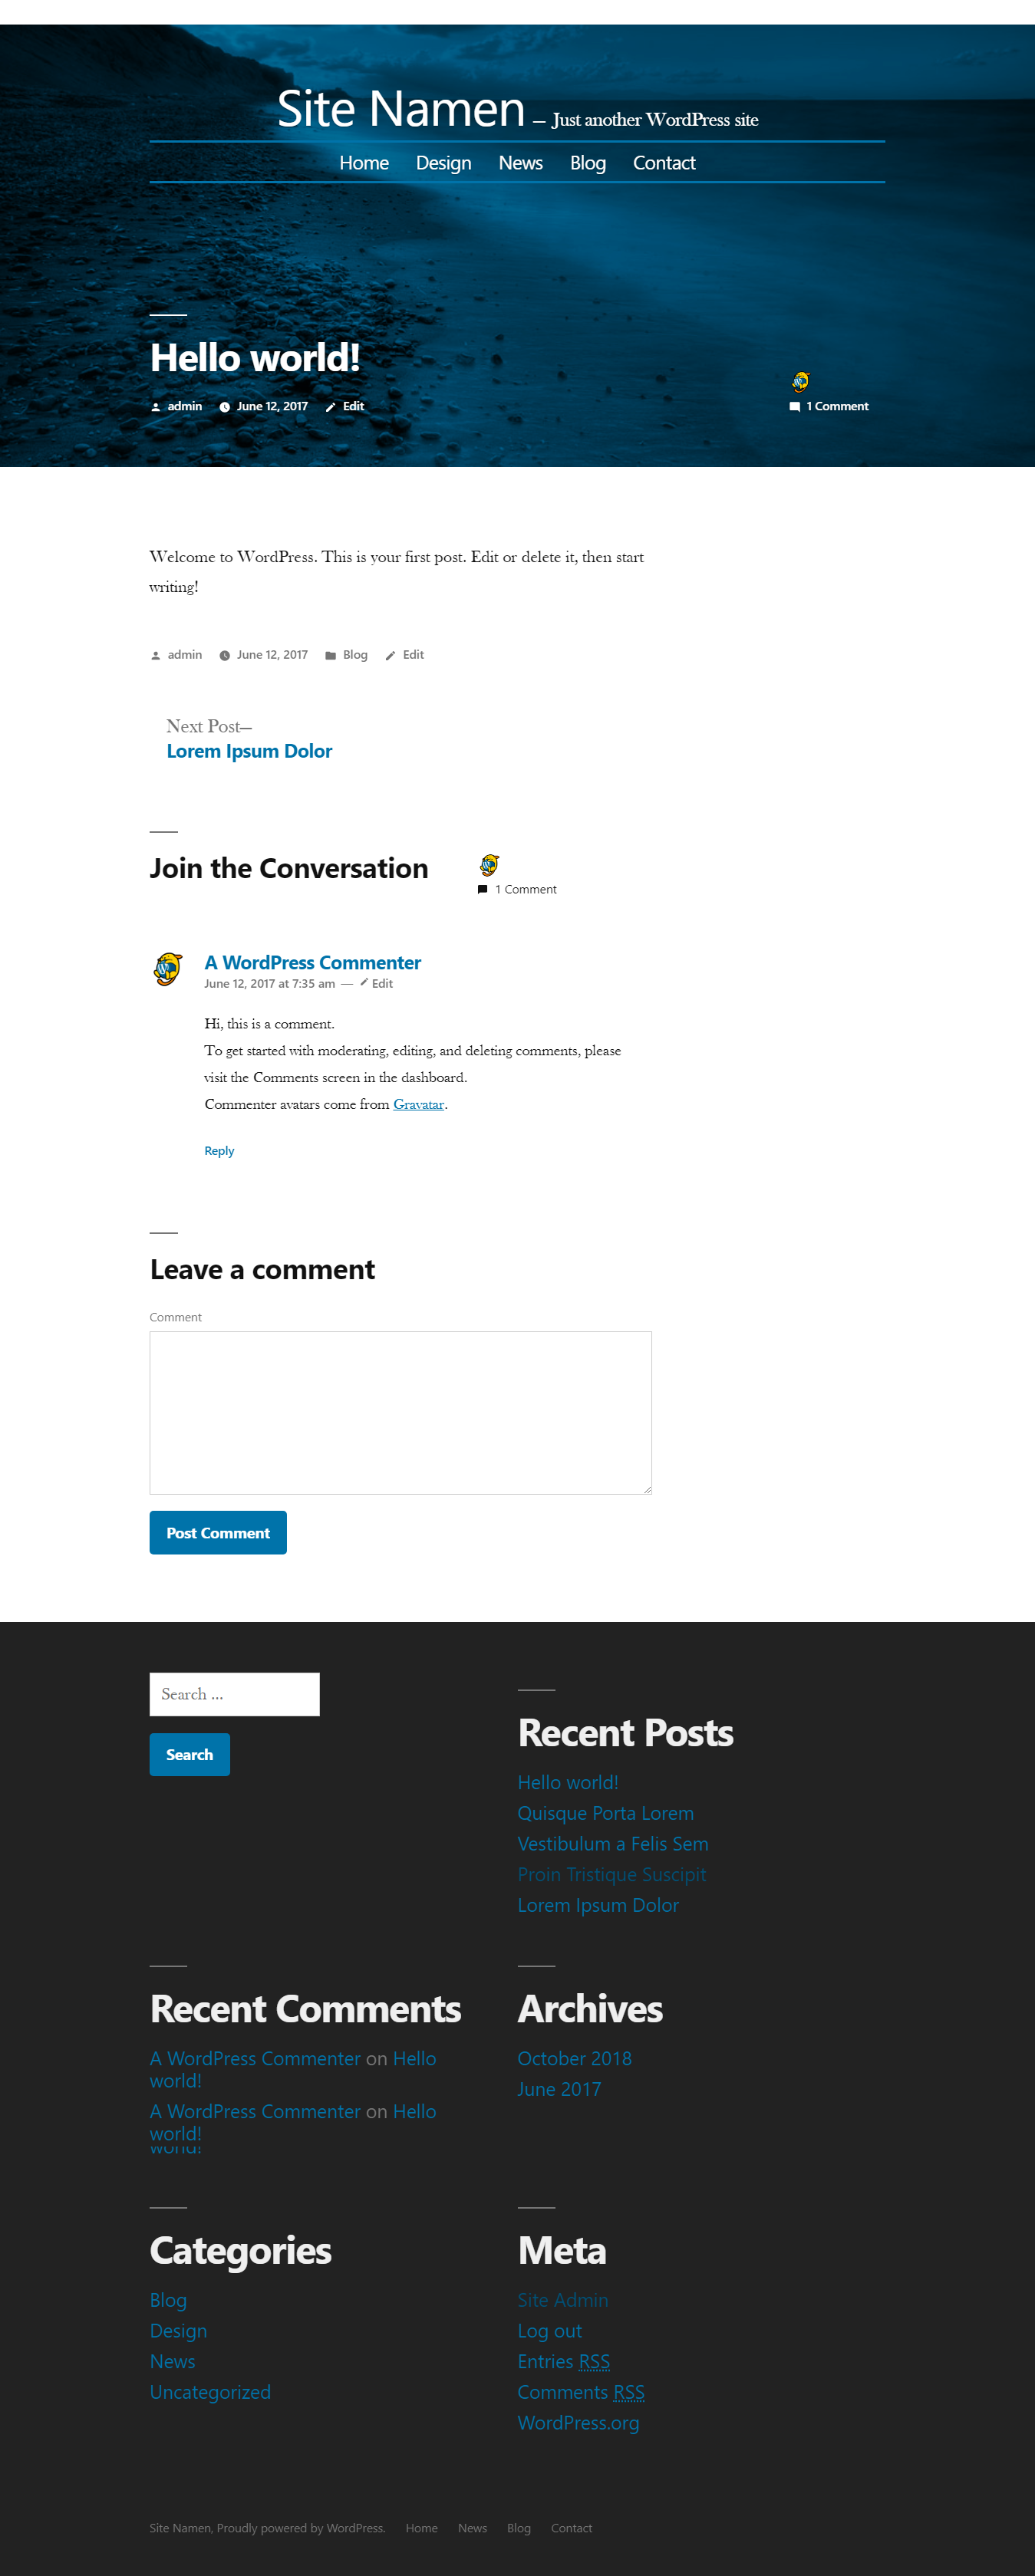 Site Namen — Just another WordPress site
Home Design News Blog Contact
Hello world!
admin June 12, 2017 Edit
1 Comment
Welcome to WordPress. This is your first post. Edit or delete it, then start
writing!
admin June 12, 2017 Blog Edit
Next Post—
Lorem Ipsum Dolor
Join the Conversation
1 Comment
A WordPress Commenter
June 12, 2017 at 7:35 am — Edit
Hi, this is a comment.
To get started with moderating, editing, and deleting comments, please
visit the Comments screen in the dashboard.
Commenter avatars come from Gravatar.
Reply
Leave a comment
Comment
Post Comment
Search ...
Search
Recent Posts
Hello world!
Quisque Porta Lorem
Vestibulum a Felis Sem
Proin Tristique Suscipit
Lorem Ipsum Dolor
Recent Comments
A WordPress Commenter on Hello
world!
A WordPress Commenter on Hello
world!
world!
Archives
October 2018
June 2017
Categories
Blog
Design
News
Uncategorized
Meta
Site Admin
Log out
Entries RSS
Comments RSS
WordPress.org
Site Namen, Proudly powered by WordPress. Home News Blog Contact